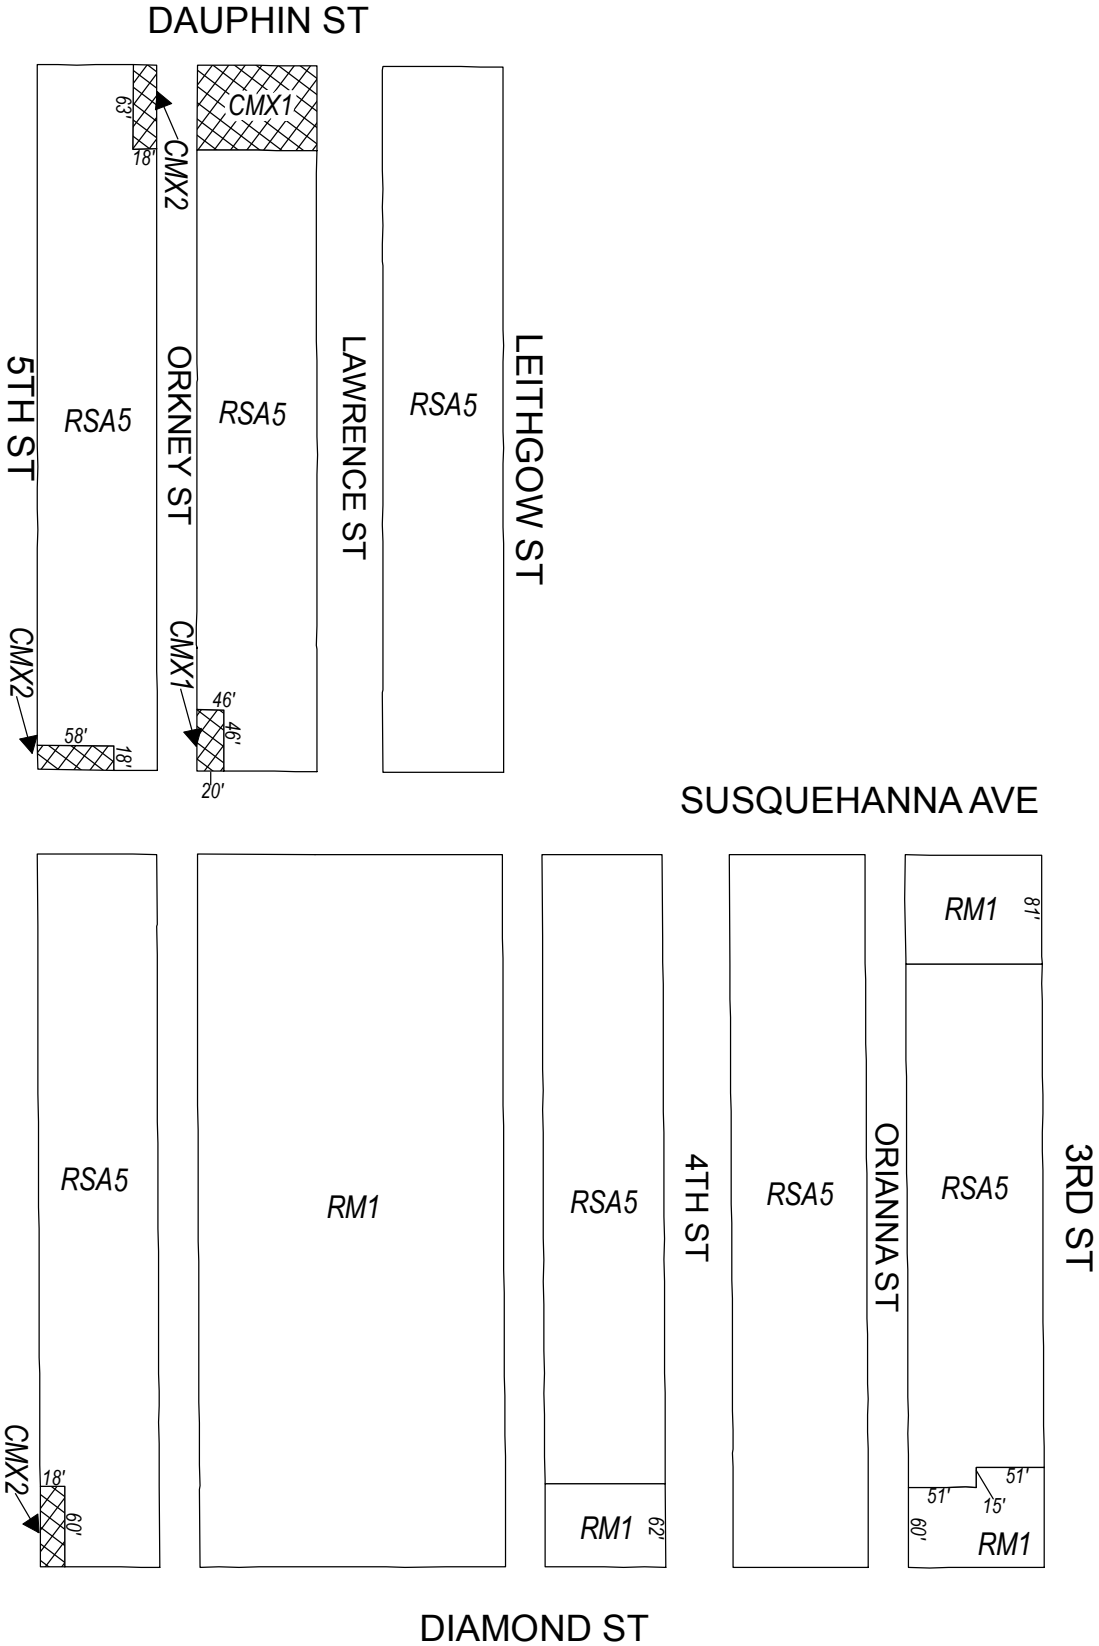 DAUPHIN ST
63'
18'
CMX2
CMX1
5TH ST
RSA5
ORKNEY ST
RSA5
LAWRENCE ST
RSA5
LEITHGOW ST
CMX2
58'
18'
CMX1
46'
46'
20'
SUSQUEHANNA AVE
RM1
81'
RSA5
RM1
RSA5
4TH ST
RSA5
ORIANNA ST
RSA5
3RD ST
CMX2
18'
60'
RM1
62'
51'
51'
15'
60'
RM1
DIAMOND ST